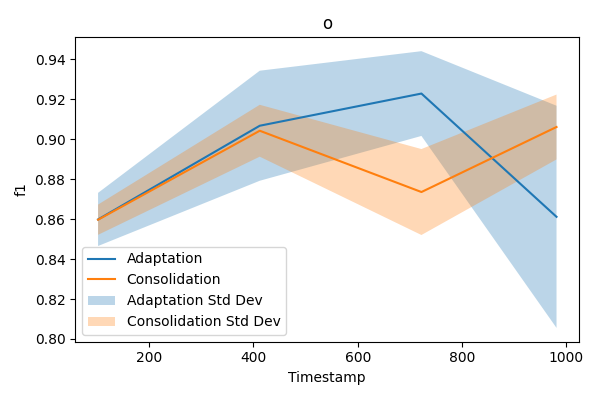 o
f1
0.94
0.92
0.90
0.88
0.86
0.84
0.82
0.80
Adaptation
Consolidation
Adaptation Std Dev
Consolidation Std Dev
200
400
600
800
1000
Timestamp